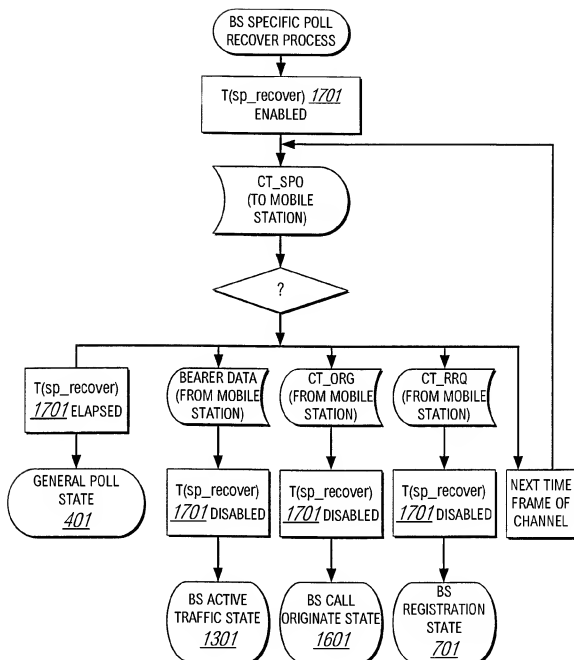 BS SPECIFIC POLL
RECOVER PROCESS
T(sp_recover) 1701
ENABLED
CT_SPO
(TO MOBILE
STATION)
?
T(sp_recover)
1701 ELAPSED
GENERAL POLL
STATE
401
BEARER DATA
(FROM MOBILE
STATION)
T(sp_recover)
1701 DISABLED
BS ACTIVE
TRAFFIC STATE
1301
CT_ORG
(FROM MOBILE
STATION)
T(sp_recover)
1701 DISABLED
BS CALL
ORIGINATE STATE
1601
CT_RRQ
(FROM MOBILE
STATION)
T(sp_recover)
1701 DISABLED
BS
REGISTRATION
STATE
701
NEXT TIME
FRAME OF
CHANNEL